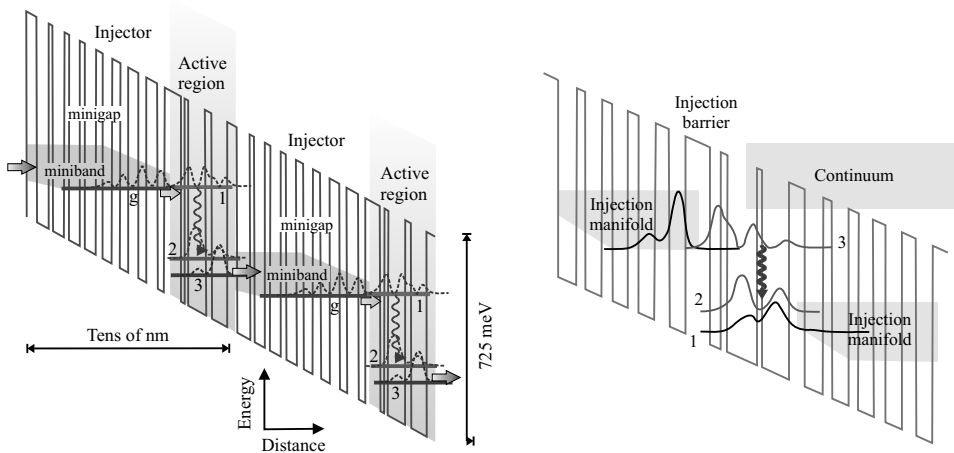 Injector
Active
region
minigap
miniband
g
1
2
3
Injector
Active
region
minigap
miniband
g
1
2
3
Tens of nm
725 meV
Energy
Distance
Injection
barrier
Continuum
Injection
manifold
3
2
1
Injection
manifold